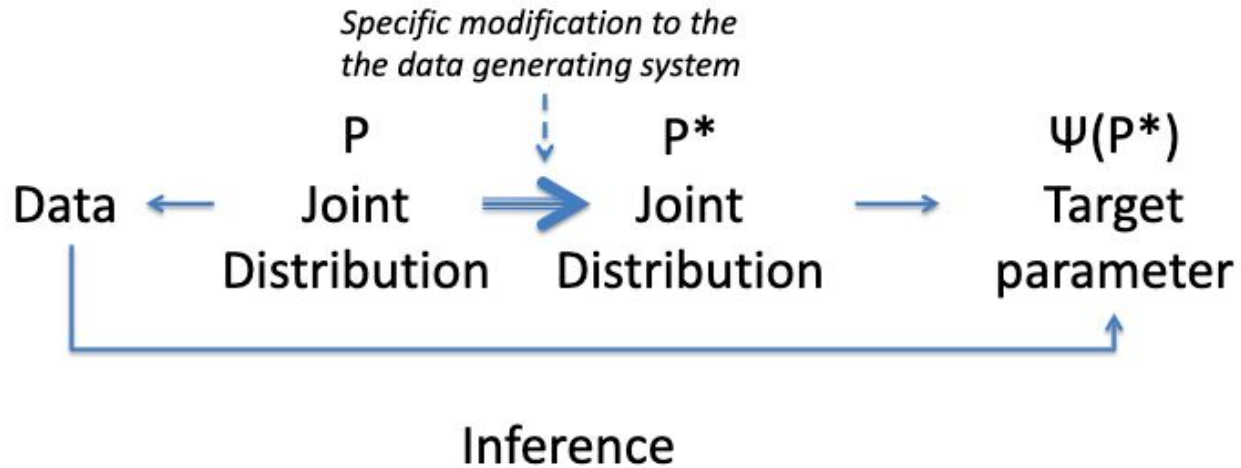 Specific modification to the
the data generating system
P
P*
Ψ(P*)
Data
Joint
Joint
Target
Distribution
Distribution
parameter
Inference